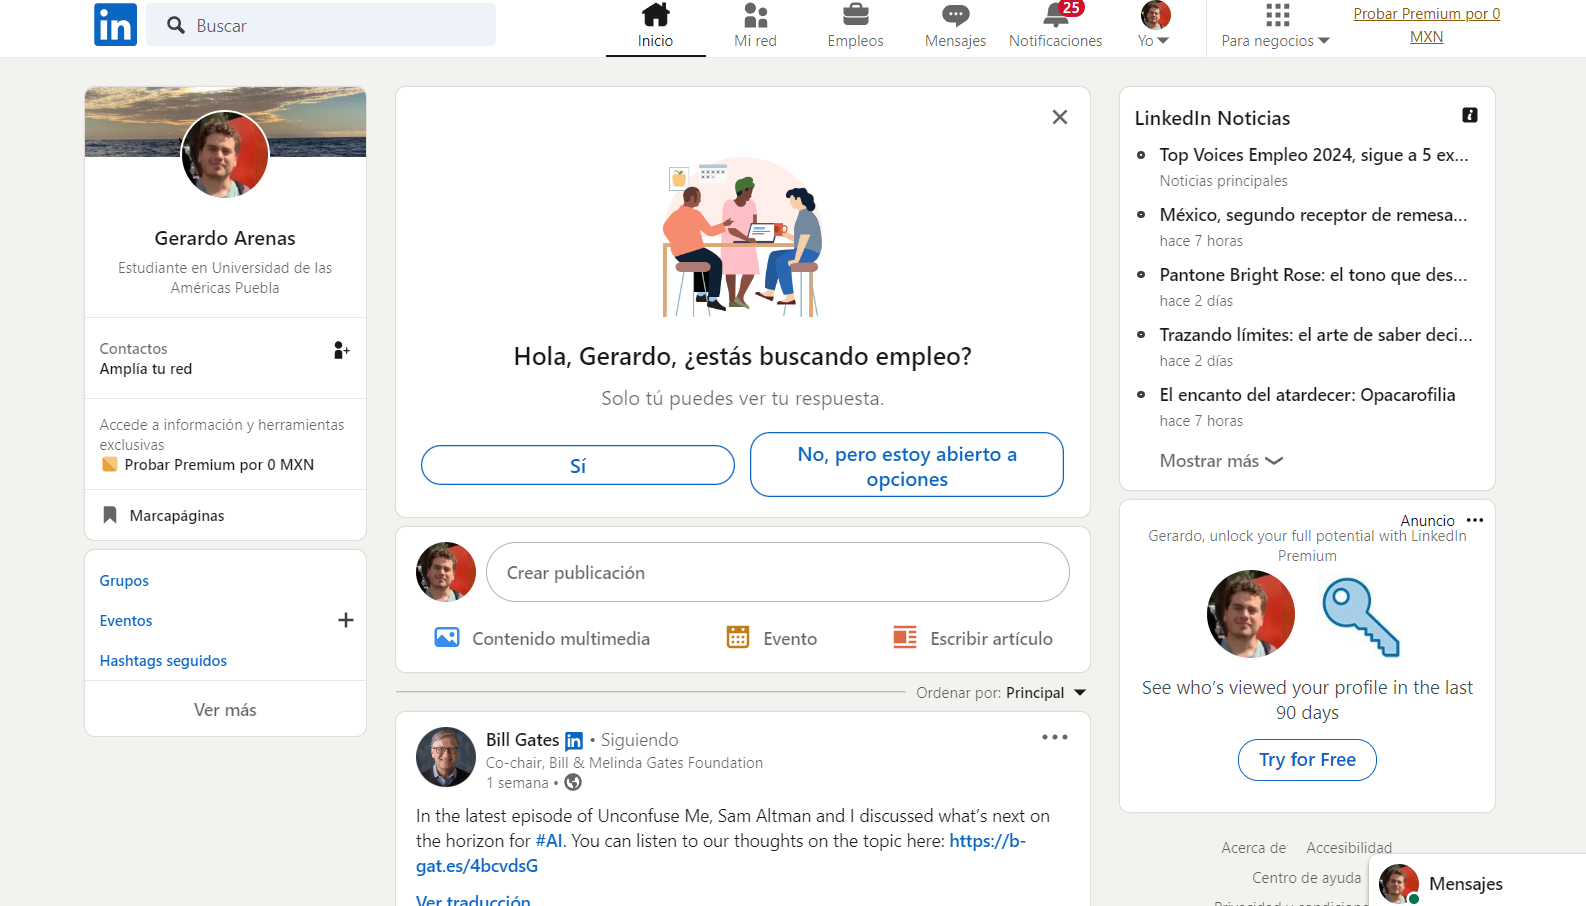 in
Buscar
Inicio
Mi red
Empleos
Mensajes
25
Notificaciones
Yo
Para negocios
Probar Premium por 0
MXN
Gerardo Arenas
Estudiante en Universidad de las
Américas Puebla
Contactos
Amplía tu red
Accede a información y herramientas
exclusivas
Probar Premium por 0 MXN
Marcapáginas
Grupos
Eventos
Hashtags seguidos
Ver más
Hola, Gerardo, ¿estás buscando empleo?
Solo tú puedes ver tu respuesta.
Sí
No, pero estoy abierto a
opciones
Crear publicación
Contenido multimedia
Evento
Escribir artículo
Ordenar por: Principal
Bill Gates in • Siguiendo
Co-chair, Bill & Melinda Gates Foundation
1 semana •
In the latest episode of Unconfuse Me, Sam Altman and I discussed what’s next on
the horizon for #AI. You can listen to our thoughts on the topic here: https://b-
gat.es/4bcvdsG
Ver traducción
LinkedIn Noticias
Top Voices Empleo 2024, sigue a 5 ex...
Noticias principales
México, segundo receptor de remesa...
hace 7 horas
Pantone Bright Rose: el tono que des...
hace 2 días
Trazando límites: el arte de saber deci...
hace 2 días
El encanto del atardecer: Opacarofilia
hace 7 horas
Mostrar más
Anuncio
Gerardo, unlock your full potential with LinkedIn
Premium
See who’s viewed your profile in the last
90 days
Try for Free
Acerca de
Accesibilidad
Centro de ayuda
Mensajes